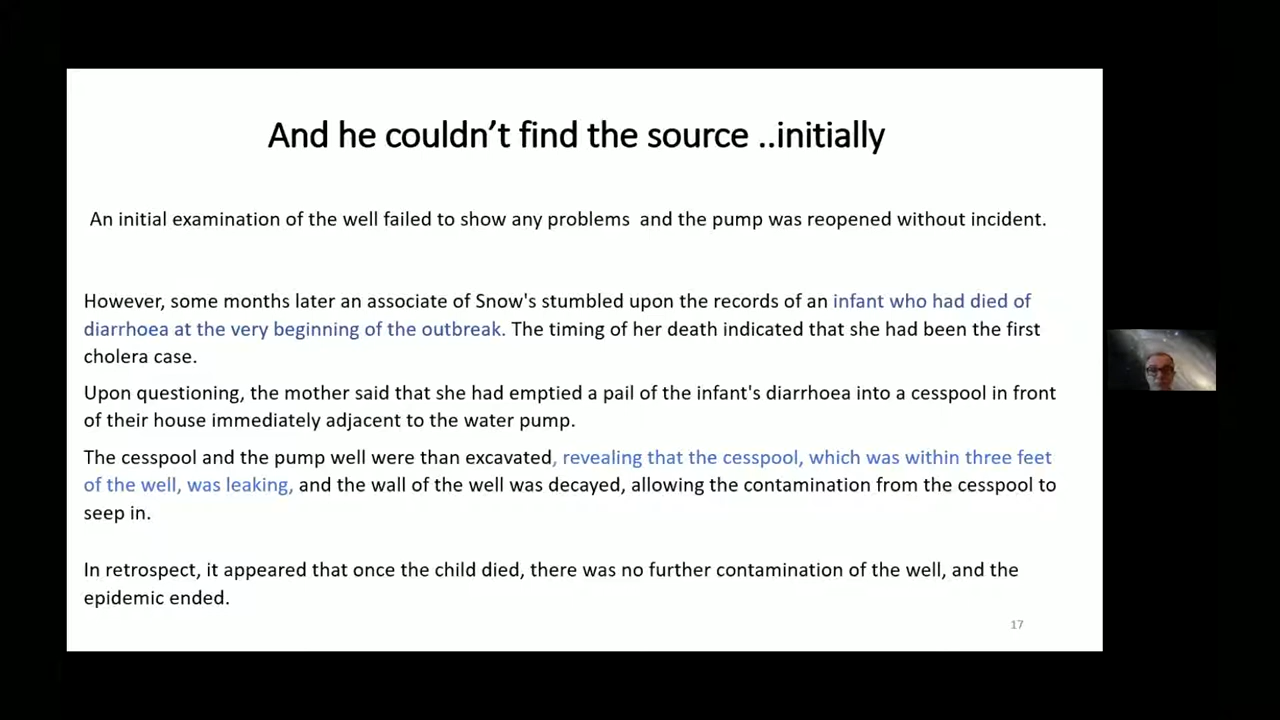 And he couldn’t find the source ..initially
An initial examination of the well failed to show any problems  and the pump was reopened without incident.
However, some months later an associate of Snow's stumbled upon the records of an infant who had died of
diarrhoea at the very beginning of the outbreak. The timing of her death indicated that she had been the first
cholera case.
Upon questioning, the mother said that she had emptied a pail of the infant's diarrhoea into a cesspool in front
of their house immediately adjacent to the water pump.
The cesspool and the pump well were than excavated, revealing that the cesspool, which was within three feet
of the well, was leaking, and the wall of the well was decayed, allowing the contamination from the cesspool to
seep in.
In retrospect, it appeared that once the child died, there was no further contamination of the well, and the
epidemic ended.
17